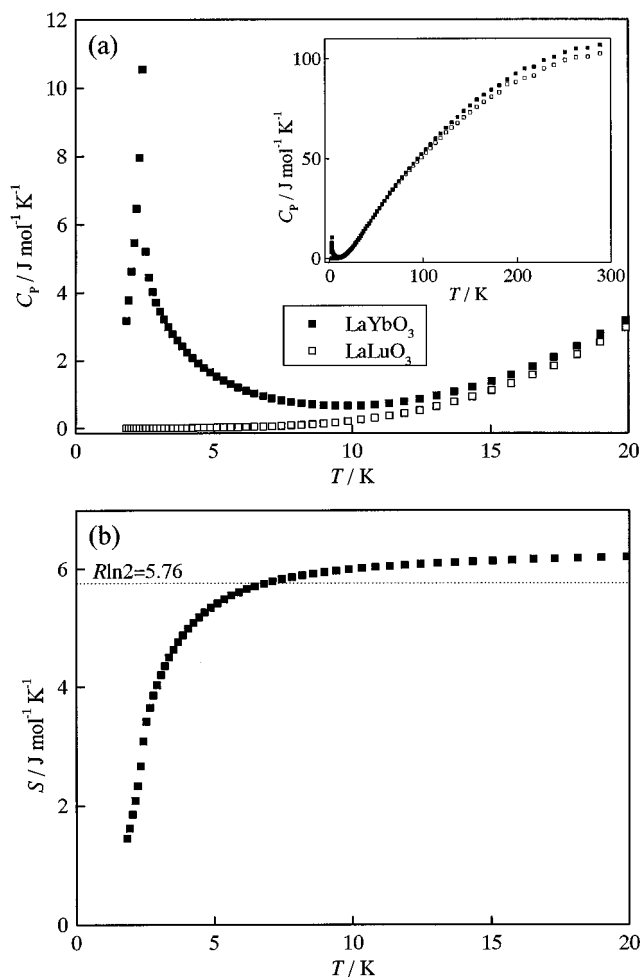 (a)
12
10
8
6
4
2
0
C_P / J mol⁻¹ K⁻¹
0 5 10 15 20
T / K
100
50
0
C_P / J mol⁻¹ K⁻¹
0 100 200 300
T / K
LaYbO₃
LaLuO₃
(b)
Rln2=5.76
6
4
2
0
S / J mol⁻¹ K⁻¹
0 5 10 15 20
T / K